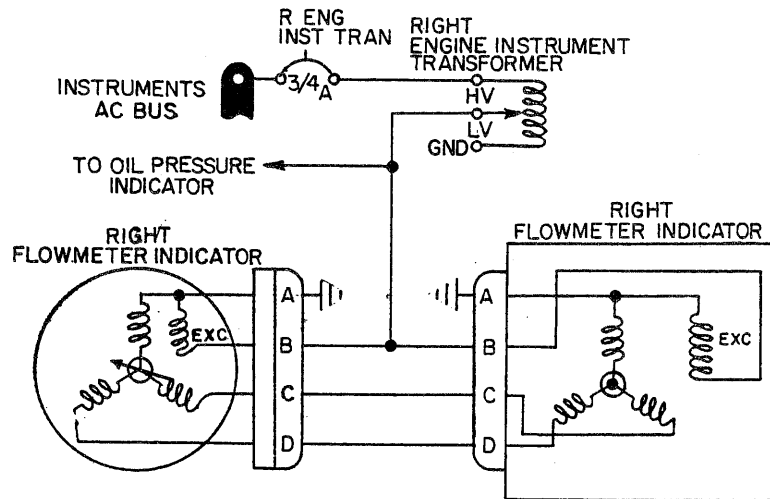 R ENG
INST TRAN
RIGHT
ENGINE INSTRUMENT
TRANSFORMER
INSTRUMENTS
AC BUS
3/4A
HV
LV
GND
TO OIL PRESSURE
INDICATOR
RIGHT
FLOWMETER INDICATOR
RIGHT
FLOWMETER INDICATOR
A
A
EXC
B
B
EXC
C
C
D
D